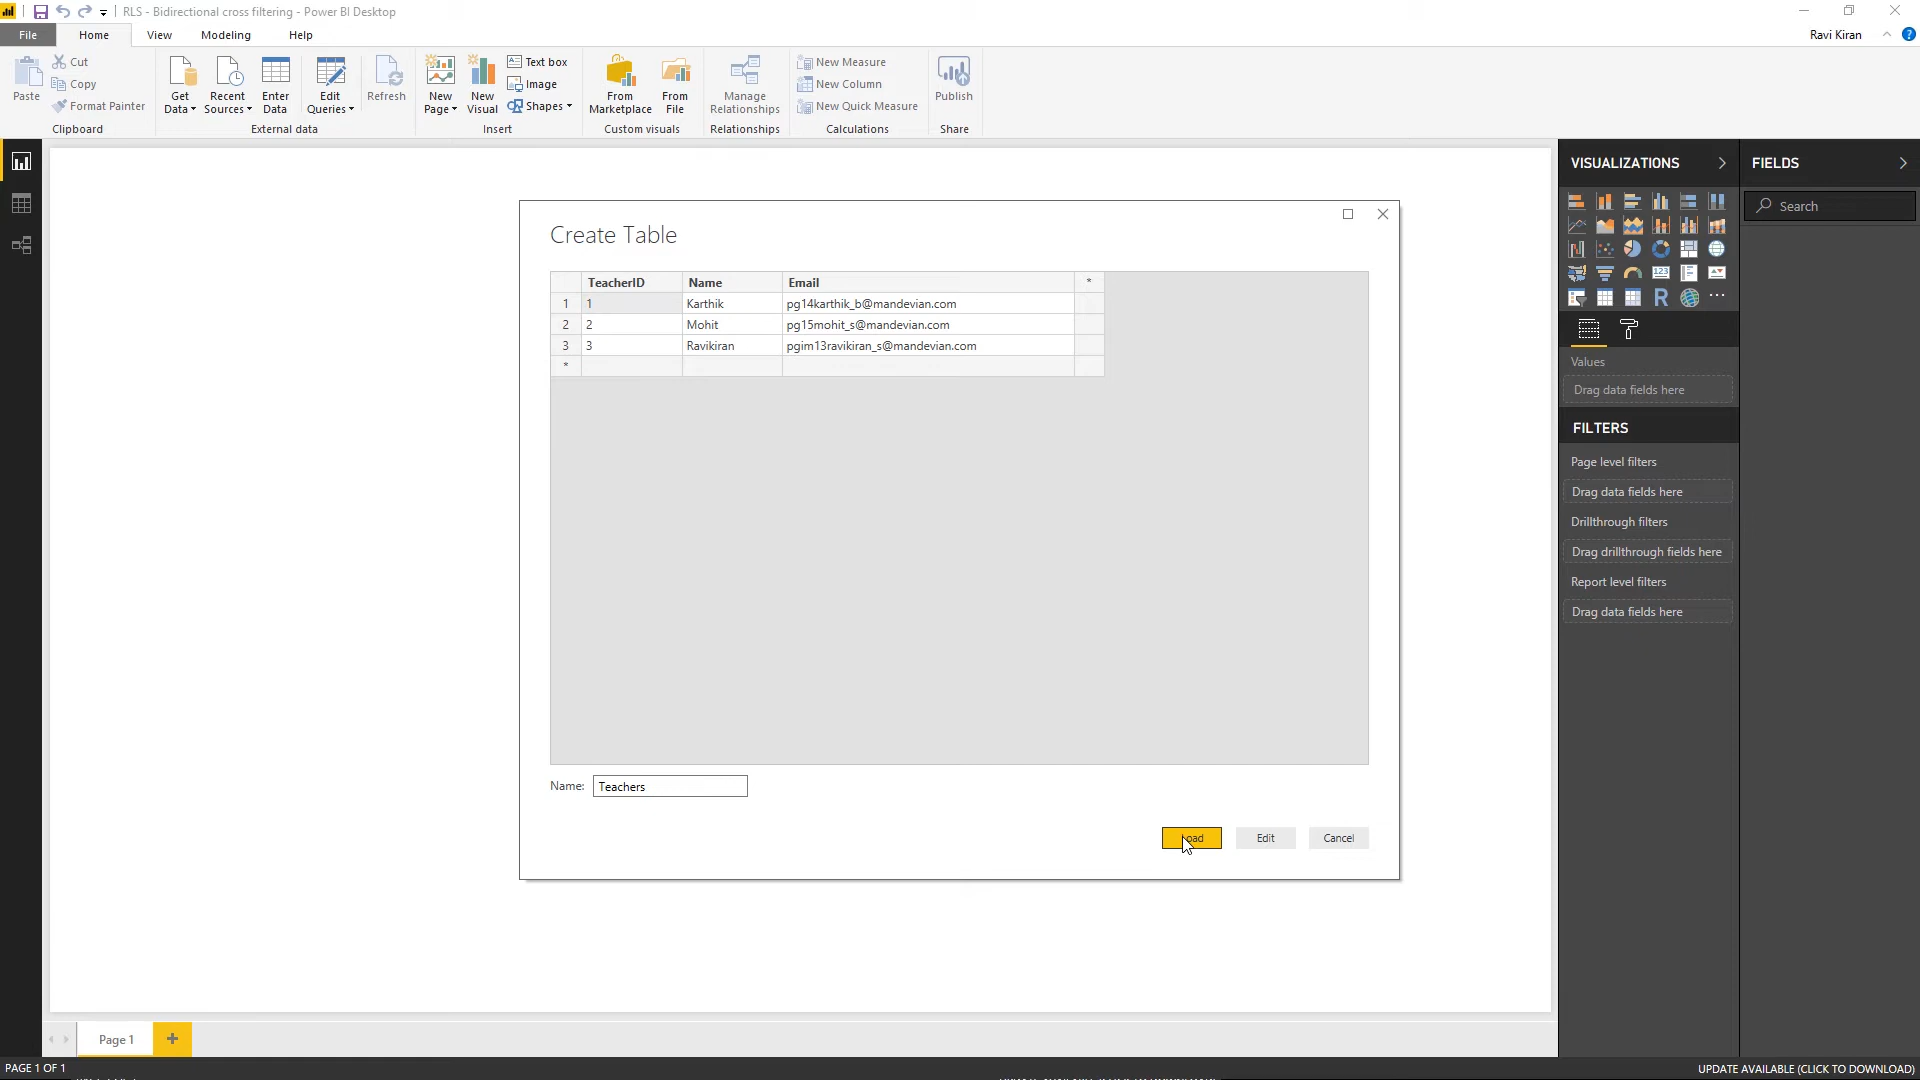 RLS - Bidirectional cross filtering - Power BI Desktop
File Home View Modeling Help Ravi Kiran ?
Paste
Cut
Copy
Format Painter
Clipboard
Get Data
Recent Sources
Enter Data
Edit Queries
Refresh
External data
New Page
New Visual
Text box
Image
Shapes
Insert
From Marketplace
From File
Custom visuals
Manage Relationships
Relationships
New Measure
New Column
New Quick Measure
Calculations
Publish
Share
VISUALIZATIONS
FIELDS
Search
Values
Drag data fields here
FILTERS
Page level filters
Drag data fields here
Drillthrough filters
Drag drillthrough fields here
Report level filters
Drag data fields here
Create Table
TeacherID Name Email *
1 1 Karthik pg14karthik_b@mandevian.com
2 2 Mohit pg15mohit_s@mandevian.com
3 3 Ravikiran pgim13ravikiran_s@mandevian.com
*
Name: Teachers
Load Edit Cancel
Page 1 +
PAGE 1 OF 1
UPDATE AVAILABLE (CLICK TO DOWNLOAD)